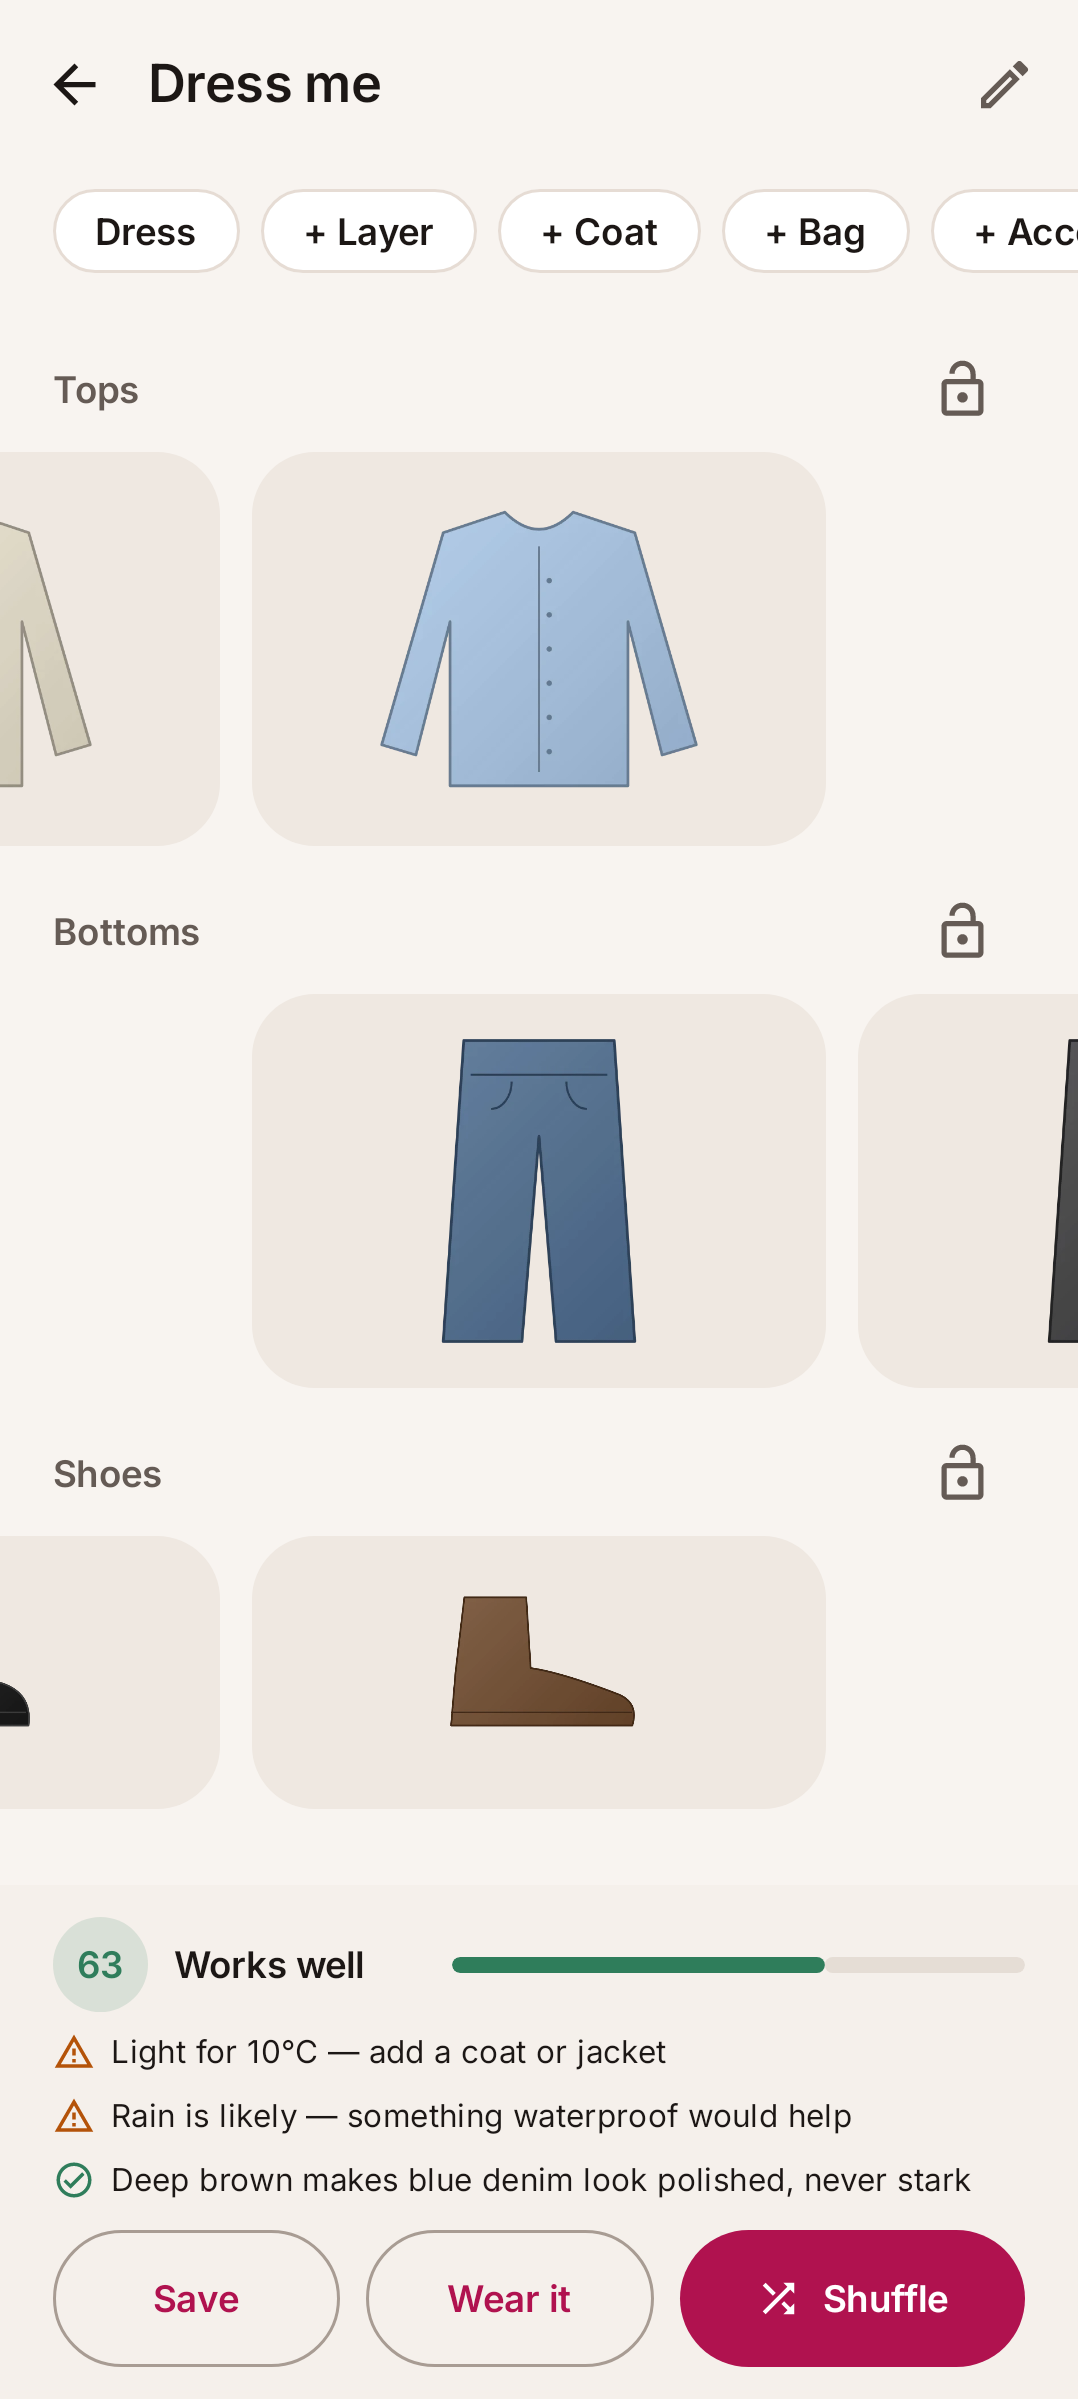 Dress me
Dress
+ Layer
+ Coat
+ Bag
+ Acc
Tops
Bottoms
Shoes
63
Works well
Light for 10°C — add a coat or jacket
Rain is likely — something waterproof would help
Deep brown makes blue denim look polished, never stark
Save
Wear it
Shuffle